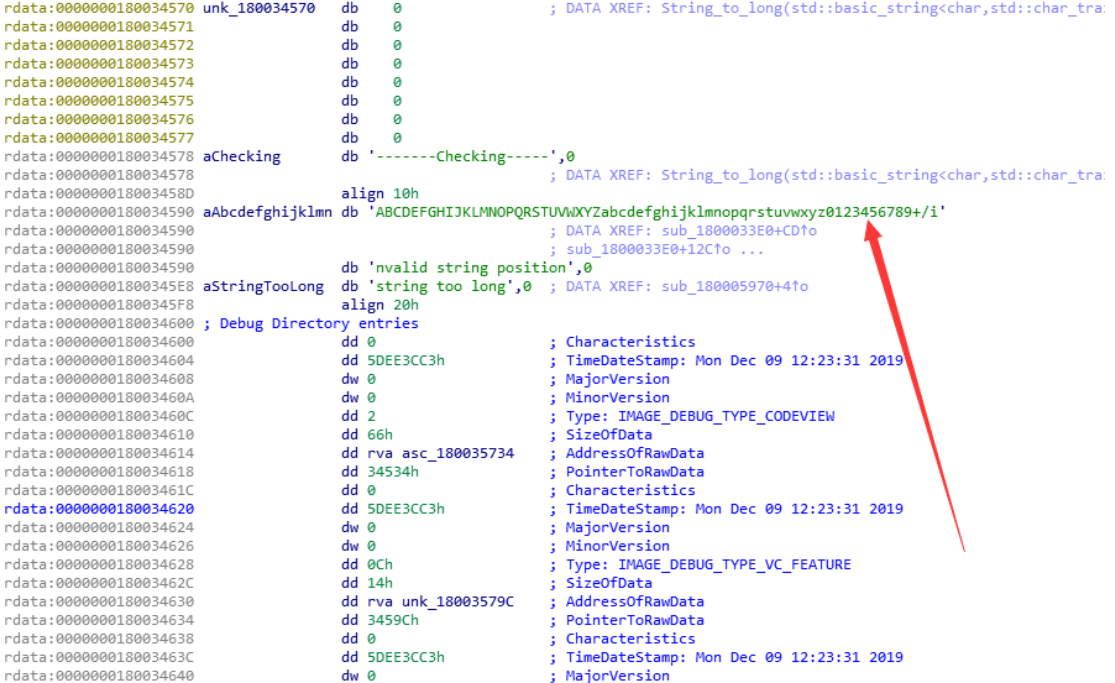 rdata:0000000180034570 unk_180034570 db 0 ; DATA XREF: String_to_long(std::basic_string<char,std::char_trai
rdata:0000000180034571 db 0
rdata:0000000180034572 db 0
rdata:0000000180034573 db 0
rdata:0000000180034574 db 0
rdata:0000000180034575 db 0
rdata:0000000180034576 db 0
rdata:0000000180034577 db 0
rdata:0000000180034578 aChecking db '-------Checking-----',0
rdata:0000000180034578 ; DATA XREF: String_to_long(std::basic_string<char,std::char_trai
rdata:000000018003458D align 10h
rdata:0000000180034590 aAbcdefghijklmn db 'ABCDEFGHIJKLMNOPQRSTUVWXYZabcdefghijklmnopqrstuvwxyz0123456789+/i'
rdata:0000000180034590 ; DATA XREF: sub_1800033E0+CD↑o
rdata:0000000180034590 ; sub_1800033E0+12C↑o ...
rdata:0000000180034590 db 'nvalid string position',0
rdata:00000001800345E8 aStringTooLong db 'string too long',0 ; DATA XREF: sub_180005970+4↑o
rdata:00000001800345F8 align 20h
rdata:0000000180034600 ; Debug Directory entries
rdata:0000000180034600 dd 0 ; Characteristics
rdata:0000000180034604 dd 5DEE3CC3h ; TimeDateStamp: Mon Dec 09 12:23:31 2019
rdata:0000000180034608 dw 0 ; MajorVersion
rdata:000000018003460A dw 0 ; MinorVersion
rdata:000000018003460C dd 2 ; Type: IMAGE_DEBUG_TYPE_CODEVIEW
rdata:0000000180034610 dd 66h ; SizeOfData
rdata:0000000180034614 dd rva asc_180035734 ; AddressOfRawData
rdata:0000000180034618 dd 34534h ; PointerToRawData
rdata:000000018003461C dd 0 ; Characteristics
rdata:0000000180034620 dd 5DEE3CC3h ; TimeDateStamp: Mon Dec 09 12:23:31 2019
rdata:0000000180034624 dw 0 ; MajorVersion
rdata:0000000180034626 dw 0 ; MinorVersion
rdata:0000000180034628 dd 0Ch ; Type: IMAGE_DEBUG_TYPE_VC_FEATURE
rdata:000000018003462C dd 14h ; SizeOfData
rdata:0000000180034630 dd rva unk_18003579C ; AddressOfRawData
rdata:0000000180034634 dd 3459Ch ; PointerToRawData
rdata:0000000180034638 dd 0 ; Characteristics
rdata:000000018003463C dd 5DEE3CC3h ; TimeDateStamp: Mon Dec 09 12:23:31 2019
rdata:0000000180034640 dw 0 ; MajorVersion